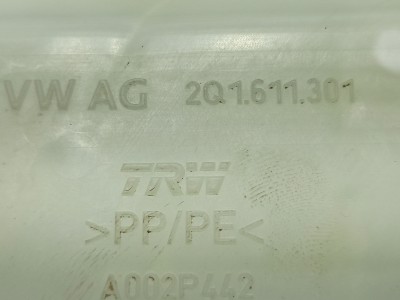 VW AG 2Q1.611.301
TRW
>PP/PE<
A002P442